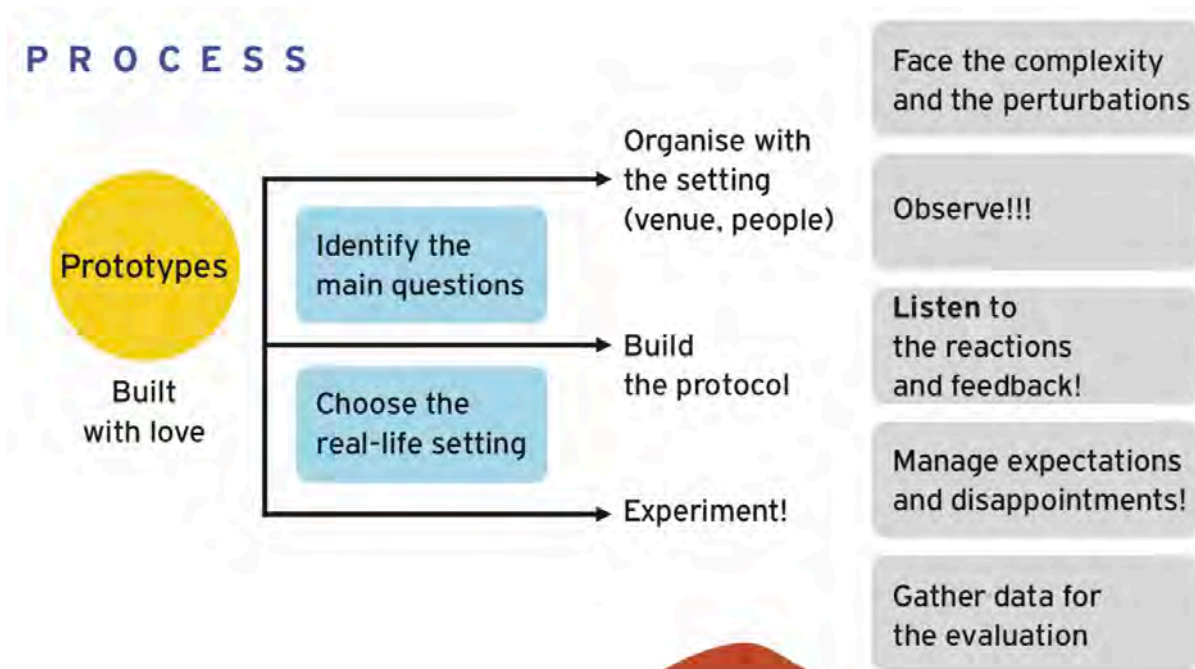 PROCESS
Prototypes
Built
with love
Identify the
main questions
Choose the
real-life setting
Organise with
the setting
(venue, people)
Build
the protocol
Experiment!
Face the complexity
and the perturbations
Observe!!!
Listen to
the reactions
and feedback!
Manage expectations
and disappointments!
Gather data for
the evaluation